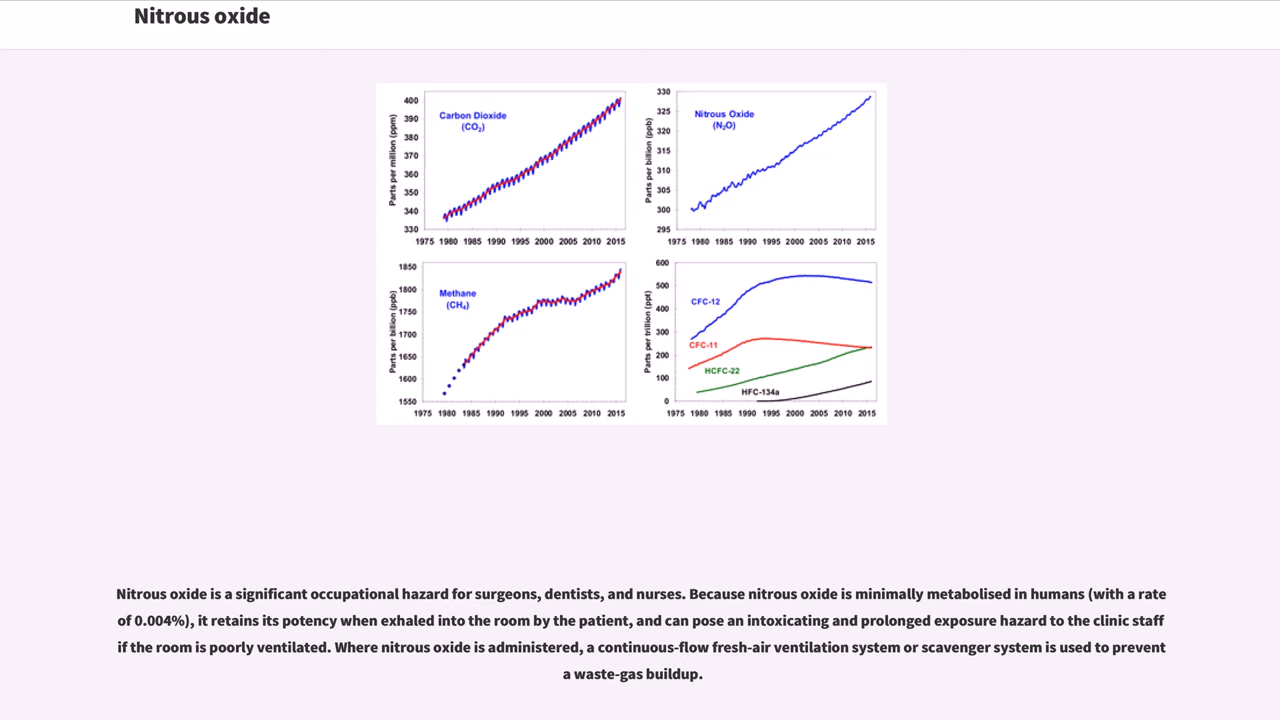 Nitrous oxide
Carbon Dioxide
(CO₂)
Parts per million (ppm)
400
390
380
370
360
350
340
330
1975 1980 1985 1990 1995 2000 2005 2010 2015
Nitrous Oxide
(N₂O)
Parts per billion (ppb)
330
325
320
315
310
305
300
295
1975 1980 1985 1990 1995 2000 2005 2010 2015
Methane
(CH₄)
Parts per billion (ppb)
1850
1800
1750
1700
1650
1600
1550
1975 1980 1985 1990 1995 2000 2005 2010 2015
Parts per trillion (ppt)
600
500
400
300
200
100
0
CFC-12
CFC-11
HCFC-22
HFC-134a
1975 1980 1985 1990 1995 2000 2005 2010 2015
Nitrous oxide is a significant occupational hazard for surgeons, dentists, and nurses. Because nitrous oxide is minimally metabolised in humans (with a rate
of 0.004%), it retains its potency when exhaled into the room by the patient, and can pose an intoxicating and prolonged exposure hazard to the clinic staff
if the room is poorly ventilated. Where nitrous oxide is administered, a continuous-flow fresh-air ventilation system or scavenger system is used to prevent
a waste-gas buildup.